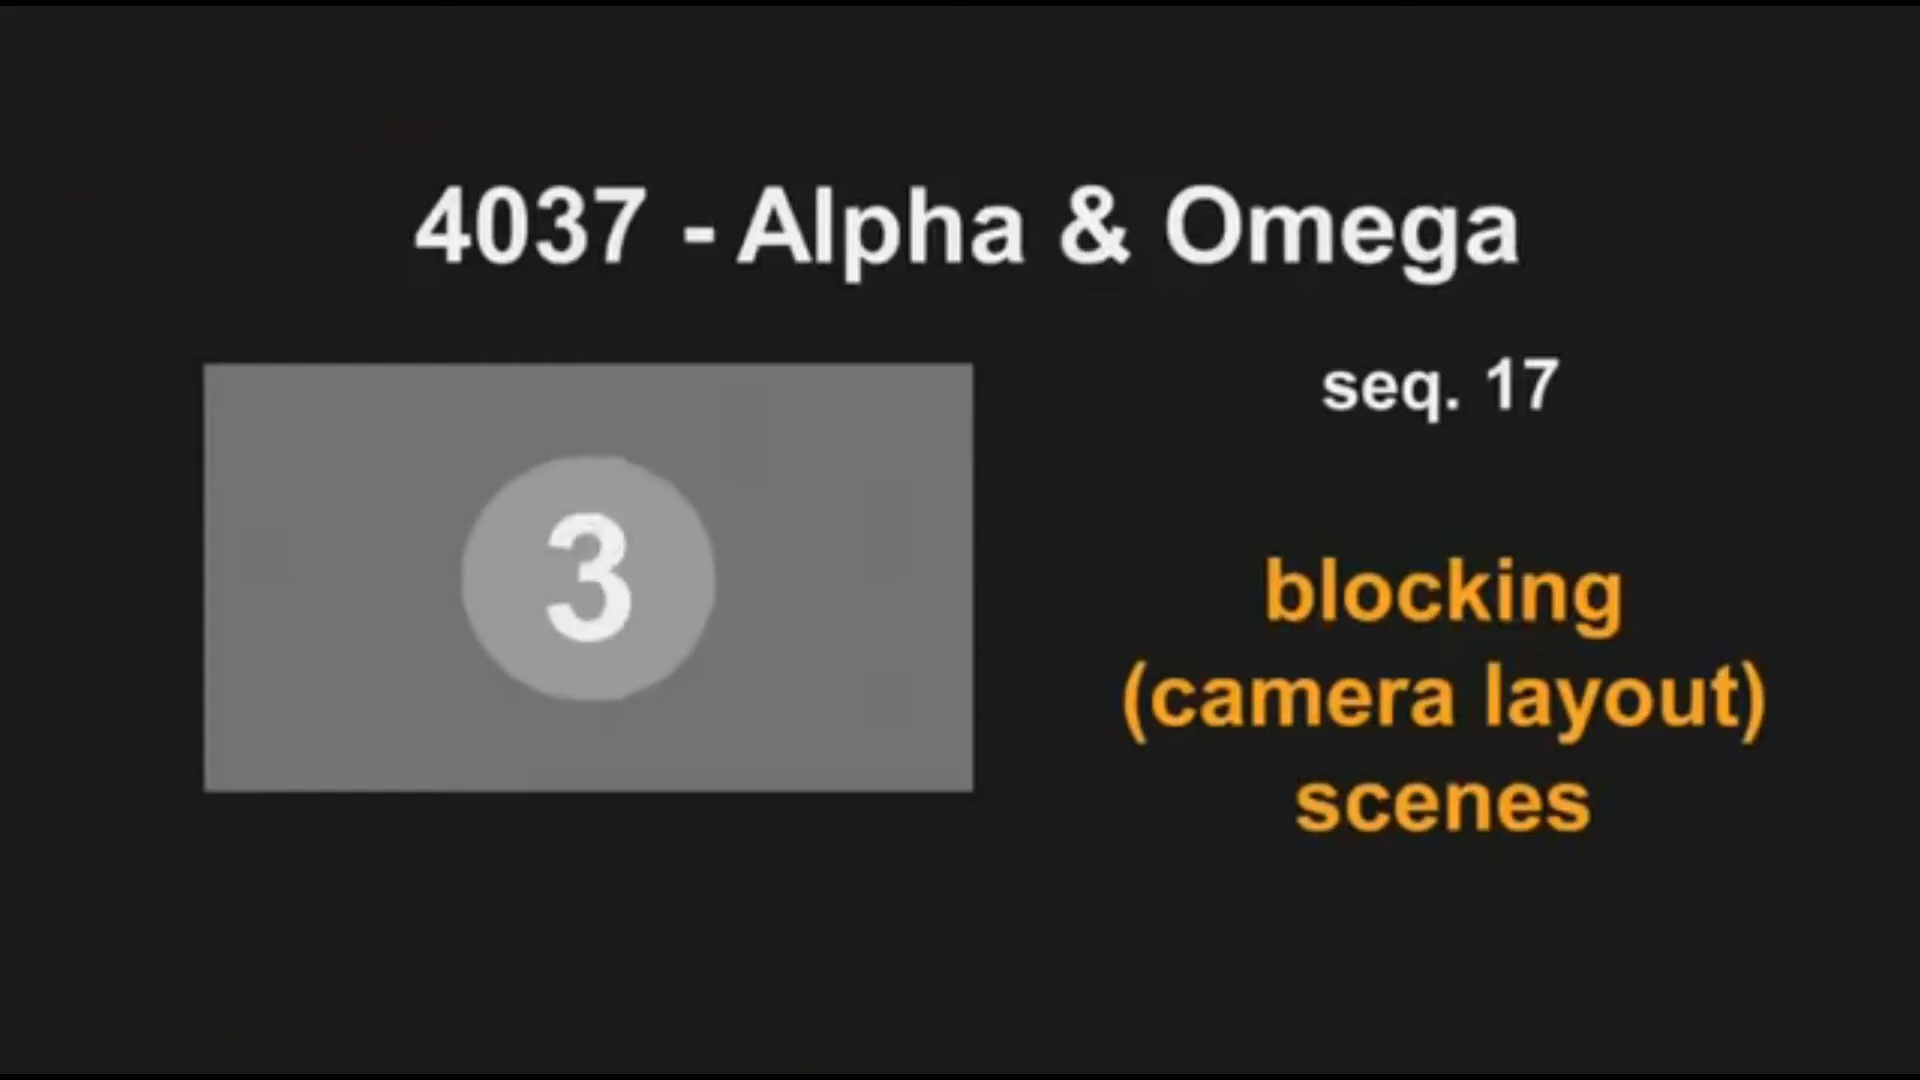 4037 - Alpha & Omega
seq. 17
3
blocking
(camera layout)
scenes